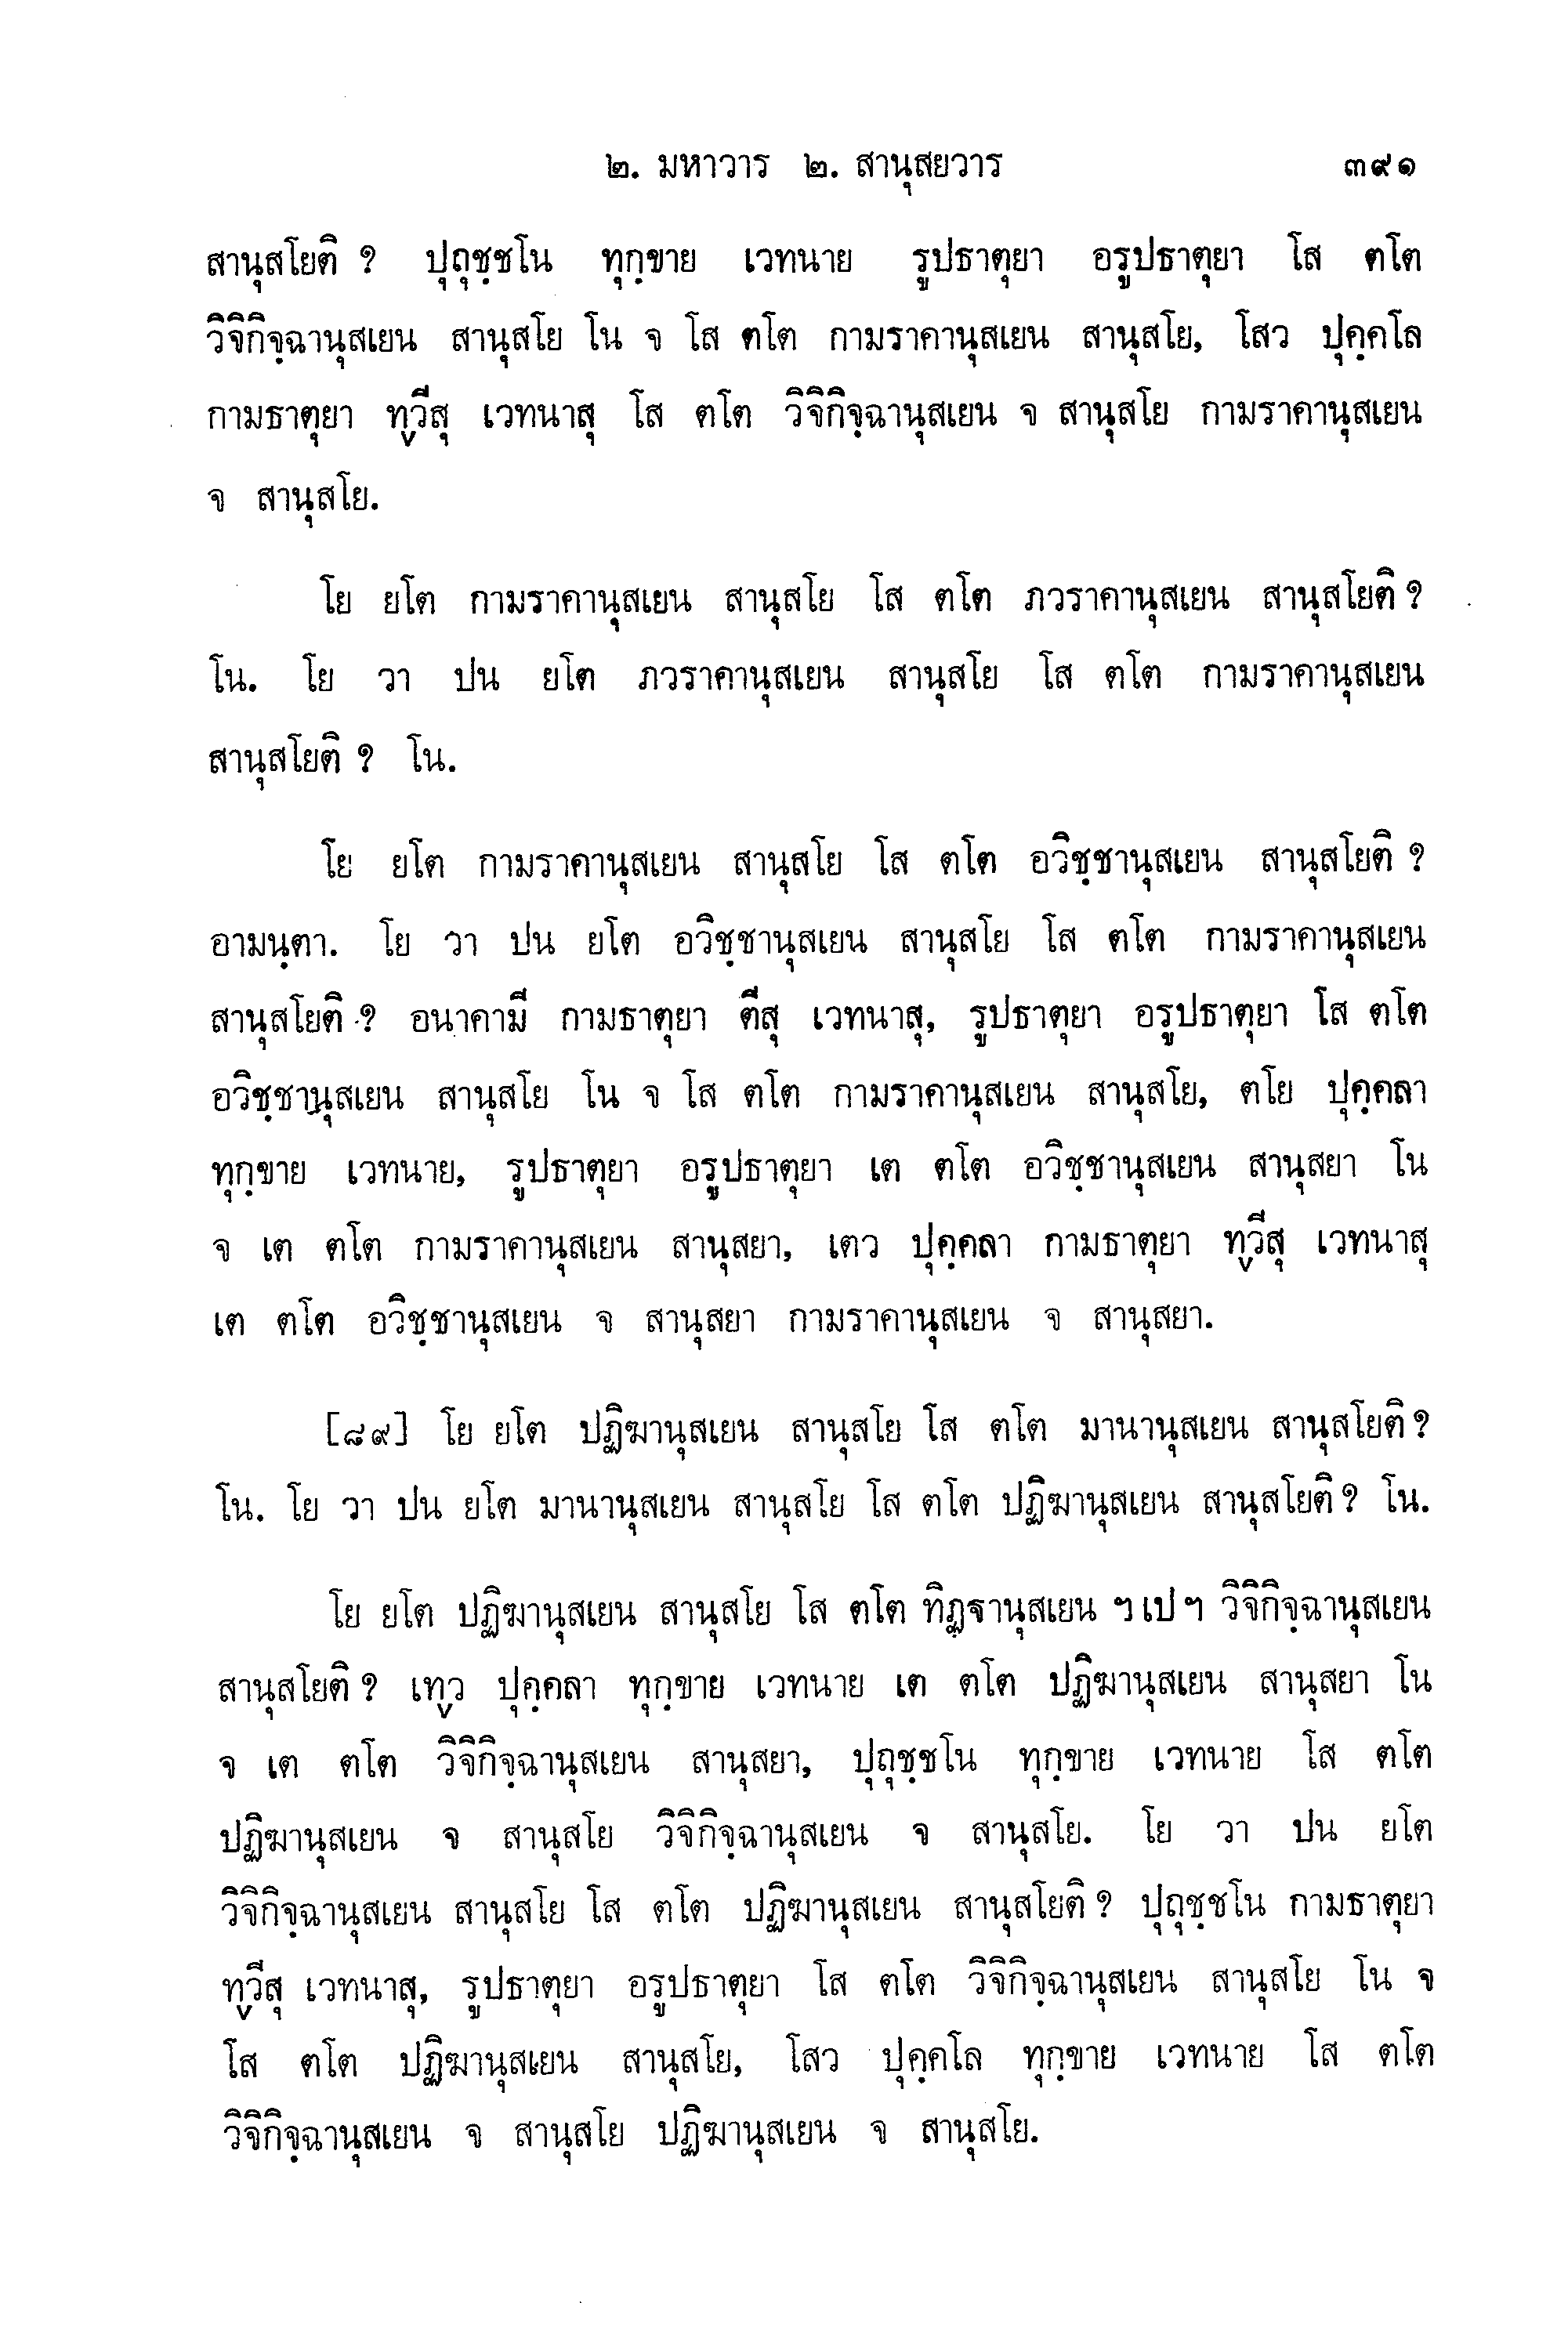 ๒. มหาวาร ๒. สานุสยวาร ๓๙๑
สานุสโยติ ? ปุถุชฺชโน ทุกฺขาย เวทนาย รูปธาตุยา อรูปธาตุยา โส ตโต
วิจิกิจฺฉานุสเยน สานุสโย โน จ โส ตโต กามราคานุสเยน สานุสโย, โสว ปุคฺคโล
กามธาตุยา ทฺวีสุ เวทนาสุ โส ตโต วิจิกิจฺฉานุสเยน จ สานุสโย กามราคานุสเยน
จ สานุสโย.
โย ยโต กามราคานุสเยน สานุสโย โส ตโต ภวราคานุสเยน สานุสโยติ ?
โน. โย วา ปน ยโต ภวราคานุสเยน สานุสโย โส ตโต กามราคานุสเยน
สานุสโยติ ? โน.
โย ยโต กามราคานุสเยน สานุสโย โส ตโต อวิชฺชานุสเยน สานุสโยติ ?
อามนฺตา. โย วา ปน ยโต อวิชฺชานุสเยน สานุสโย โส ตโต กามราคานุสเยน
สานุสโยติ ? อนาคามี กามธาตุยา ตีสุ เวทนาสุ, รูปธาตุยา อรูปธาตุยา โส ตโต
อวิชฺชานุสเยน สานุสโย โน จ โส ตโต กามราคานุสเยน สานุสโย, ตโย ปุคฺคลา
ทุกฺขาย เวทนาย, รูปธาตุยา อรูปธาตุยา เต ตโต อวิชฺชานุสเยน สานุสยา โน
จ เต ตโต กามราคานุสเยน สานุสยา, เตว ปุคฺคลา กามธาตุยา ทฺวีสุ เวทนาสุ
เต ตโต อวิชฺชานุสเยน จ สานุสยา กามราคานุสเยน จ สานุสยา.
[๘๙] โย ยโต ปฏิฆานุสเยน สานุสโย โส ตโต มานานุสเยน สานุสโยติ ?
โน. โย วา ปน ยโต มานานุสเยน สานุสโย โส ตโต ปฏิฆานุสเยน สานุสโยติ ? โน.
โย ยโต ปฏิฆานุสเยน สานุสโย โส ตโต ทิฏฺฐานุสเยน ฯ เป ฯ วิจิกิจฺฉานุสเยน
สานุสโยติ ? เทฺว ปุคฺคลา ทุกฺขาย เวทนาย เต ตโต ปฏิฆานุสเยน สานุสยา โน
จ เต ตโต วิจิกิจฺฉานุสเยน สานุสยา, ปุถุชฺชโน ทุกฺขาย เวทนาย โส ตโต
ปฏิฆานุสเยน จ สานุสโย วิจิกิจฺฉานุสเยน จ สานุสโย. โย วา ปน ยโต
วิจิกิจฺฉานุสเยน สานุสโย โส ตโต ปฏิฆานุสเยน สานุสโยติ ? ปุถุชฺชโน กามธาตุยา
ทฺวีสุ เวทนาสุ, รูปธาตุยา อรูปธาตุยา โส ตโต วิจิกิจฺฉานุสเยน สานุสโย โน จ
โส ตโต ปฏิฆานุสเยน สานุสโย, โสว ปุคฺคโล ทุกฺขาย เวทนาย โส ตโต
วิจิกิจฺฉานุสเยน จ สานุสโย ปฏิฆานุสเยน จ สานุสโย.